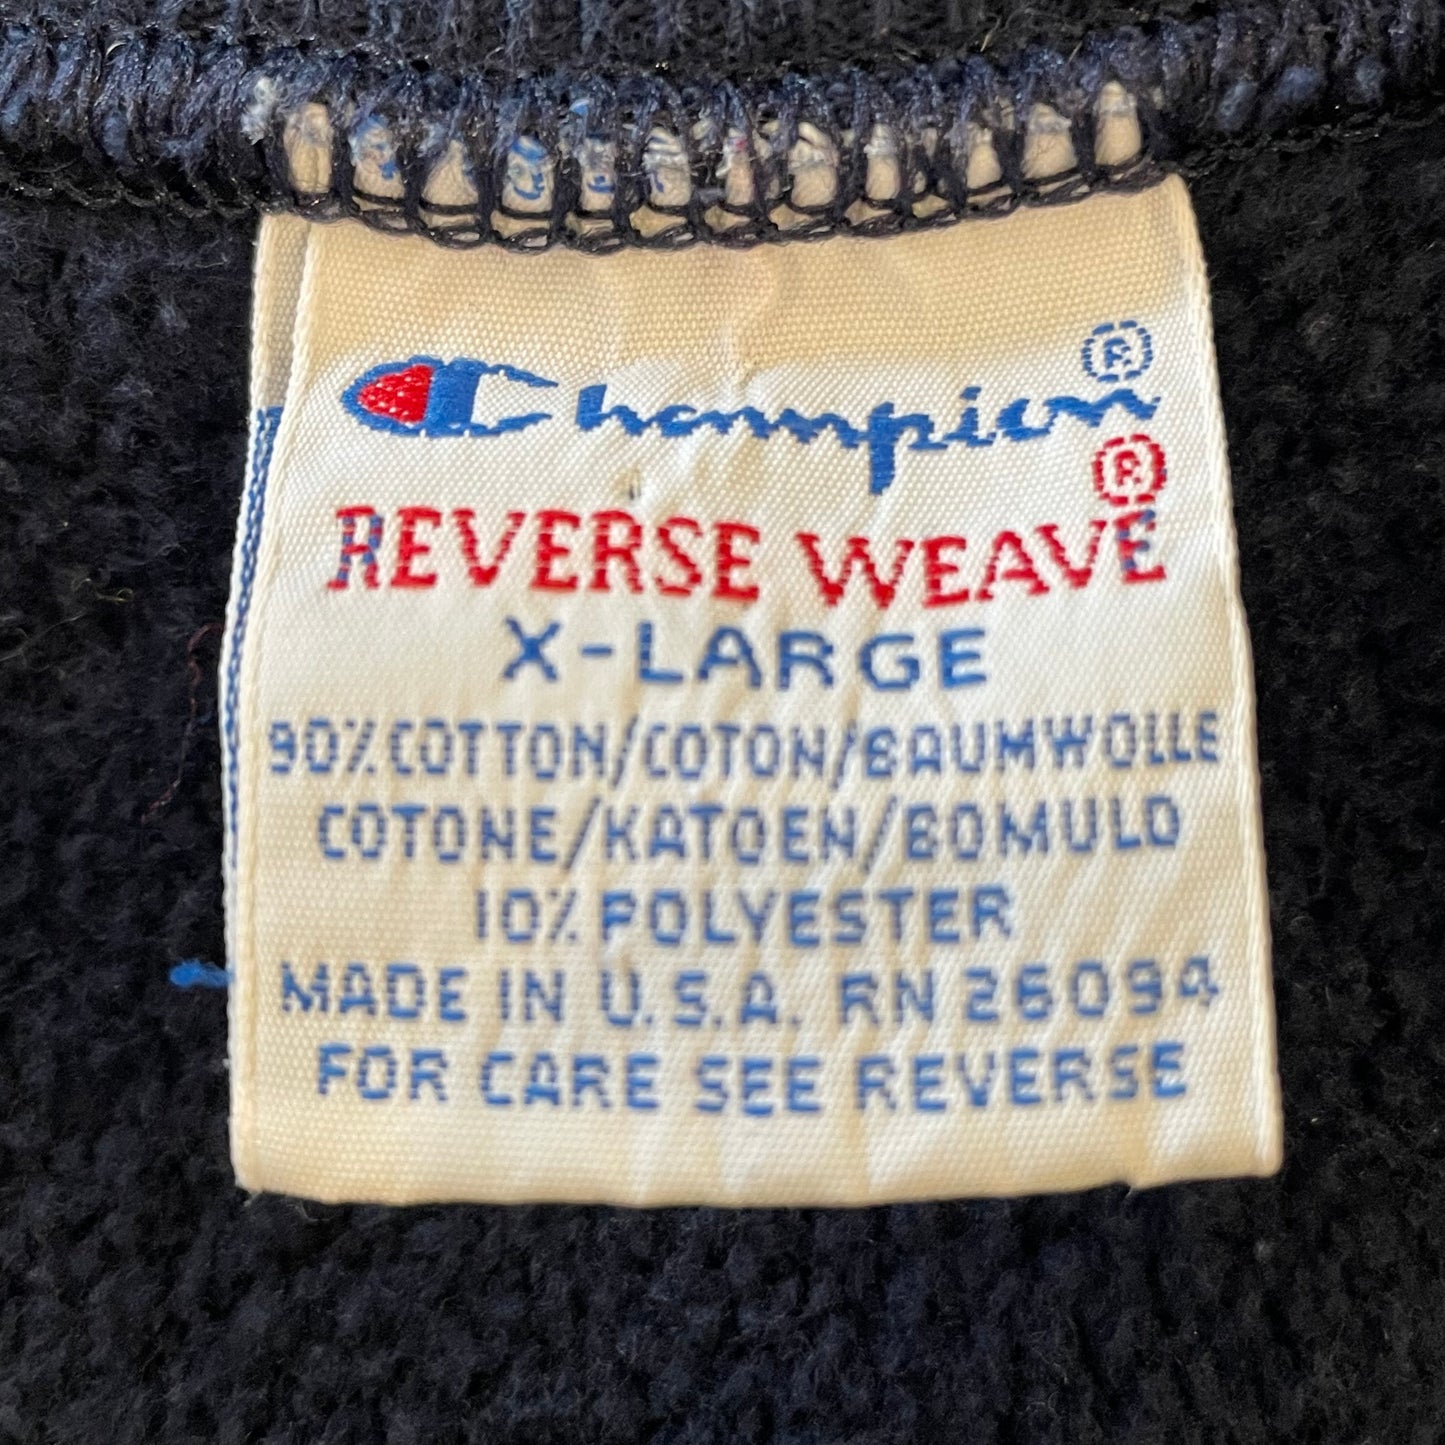 Champion®
REVERSE WEAVE®
X-LARGE
90% COTTON/COTON/BAUMWOLLE
COTONE/KATOEN/BOMULD
10% POLYESTER
MADE IN U.S.A. RN 26094
FOR CARE SEE REVERSE